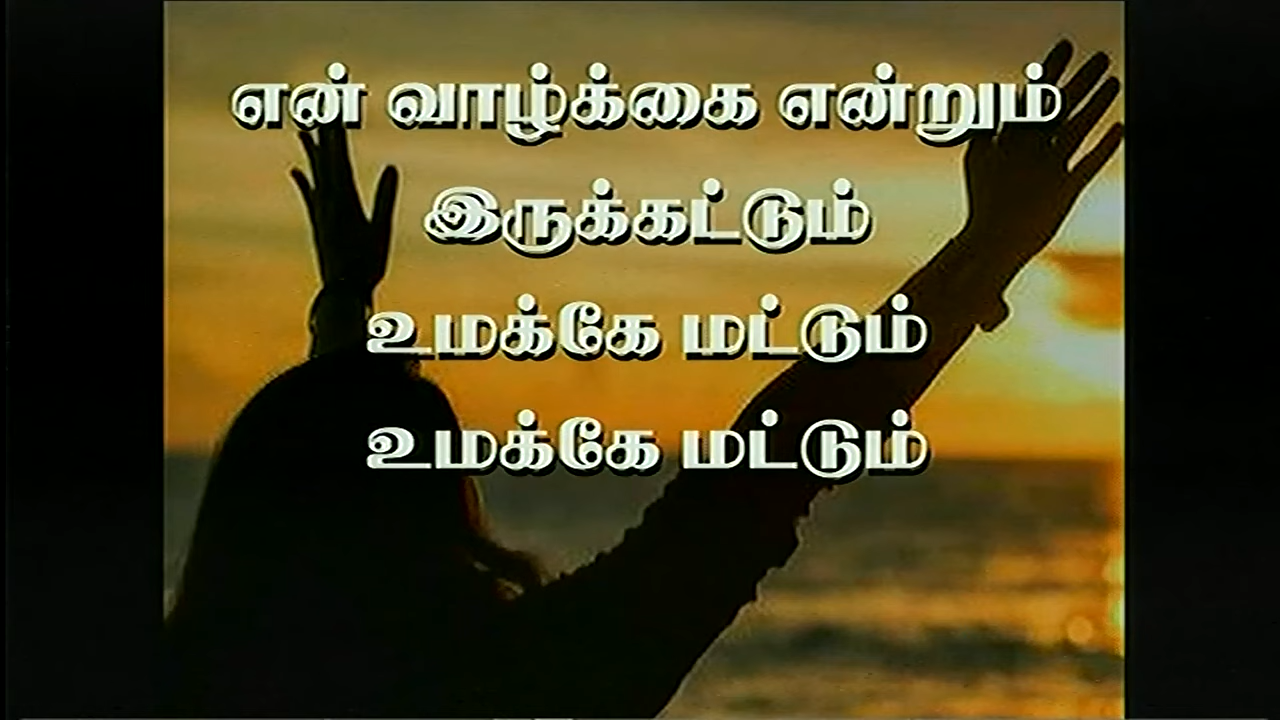 என் வாழ்க்கை என்றும்
இருக்கட்டும்
உமக்கே மட்டும்
உமக்கே மட்டும்